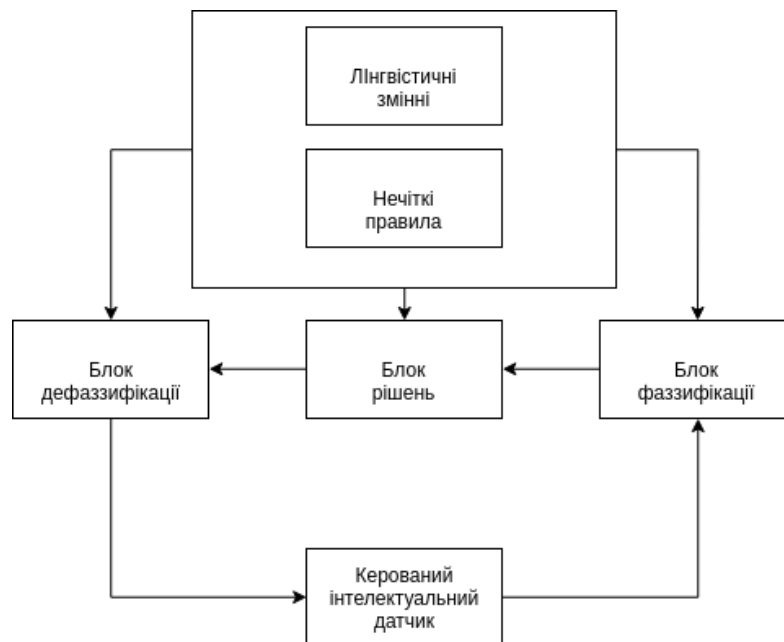 ЛІнгвістичні
змінні
Нечіткі
правила
Блок
дефаззифікації
Блок
рішень
Блок
фаззифікації
Керований
інтелектуальний
датчик